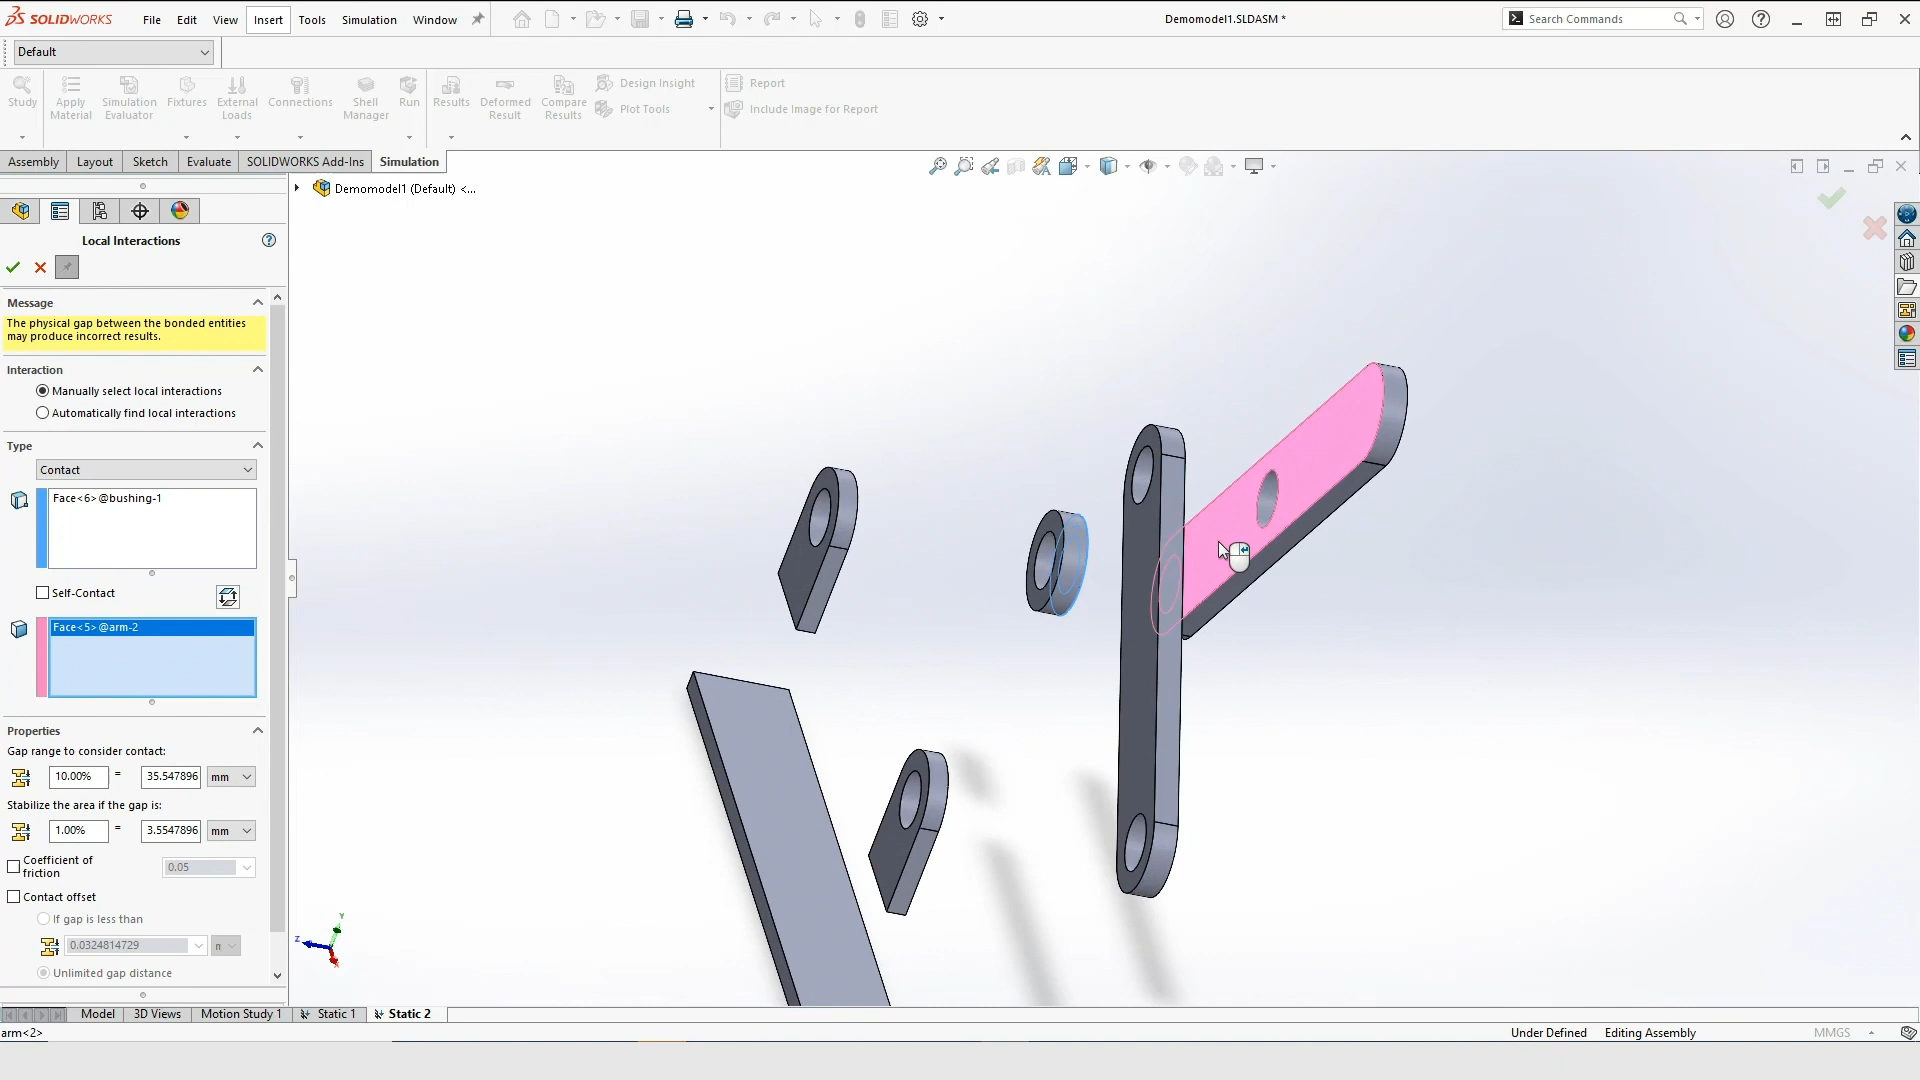 SOLIDWORKS File Edit View Insert Tools Simulation Window Demomodel1.SLDASM * Search Commands
Default
Study Apply Material Simulation Evaluator Fixtures External Loads Connections Shell Manager Run Results Deformed Result Compare Results Design Insight Plot Tools Report Include Image for Report
Assembly Layout Sketch Evaluate SOLIDWORKS Add-Ins Simulation
Demomodel1 (Default) <...
Local Interactions
Message
The physical gap between the bonded entities
may produce incorrect results.
Interaction
Manually select local interactions
Automatically find local interactions
Type
Contact
Face<6>@bushing-1
Self-Contact
Face<5>@arm-2
Properties
Gap range to consider contact:
10.00% = 35.547896 mm
Stabilize the area if the gap is:
1.00% = 3.5547896 mm
Coefficient of
friction
0.05
Contact offset
If gap is less than
0.0324814729 n
Unlimited gap distance
Z Y X
Model 3D Views Motion Study 1 Static 1 Static 2
arm<2> Under Defined Editing Assembly MMGS